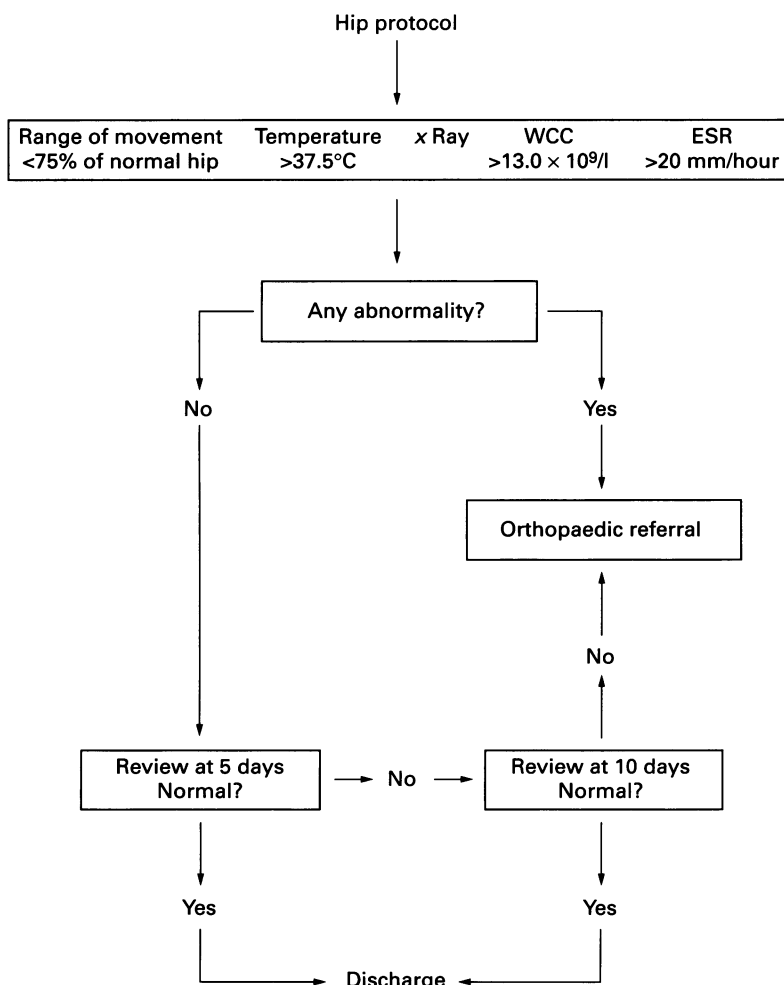 Hip protocol
Range of movement Temperature x Ray WCC ESR
<75% of normal hip >37.5°C >13.0 × 10⁹/l >20 mm/hour
Any abnormality?
No Yes
Orthopaedic referral
No
Review at 5 days No Review at 10 days
Normal? Normal?
Yes Yes
Discharge